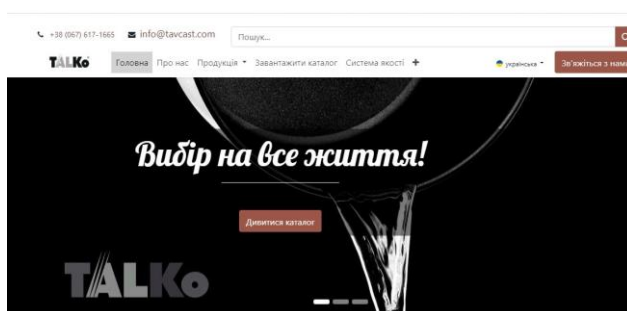 +38 (067) 617-1665 info@tavcast.com Пошук...
TALKo Головна Про нас Продукція Завантажити каталог Система якості + українська Зв'яжіться з нами
Вибір на все життя!
Дивитися каталог
TALKo